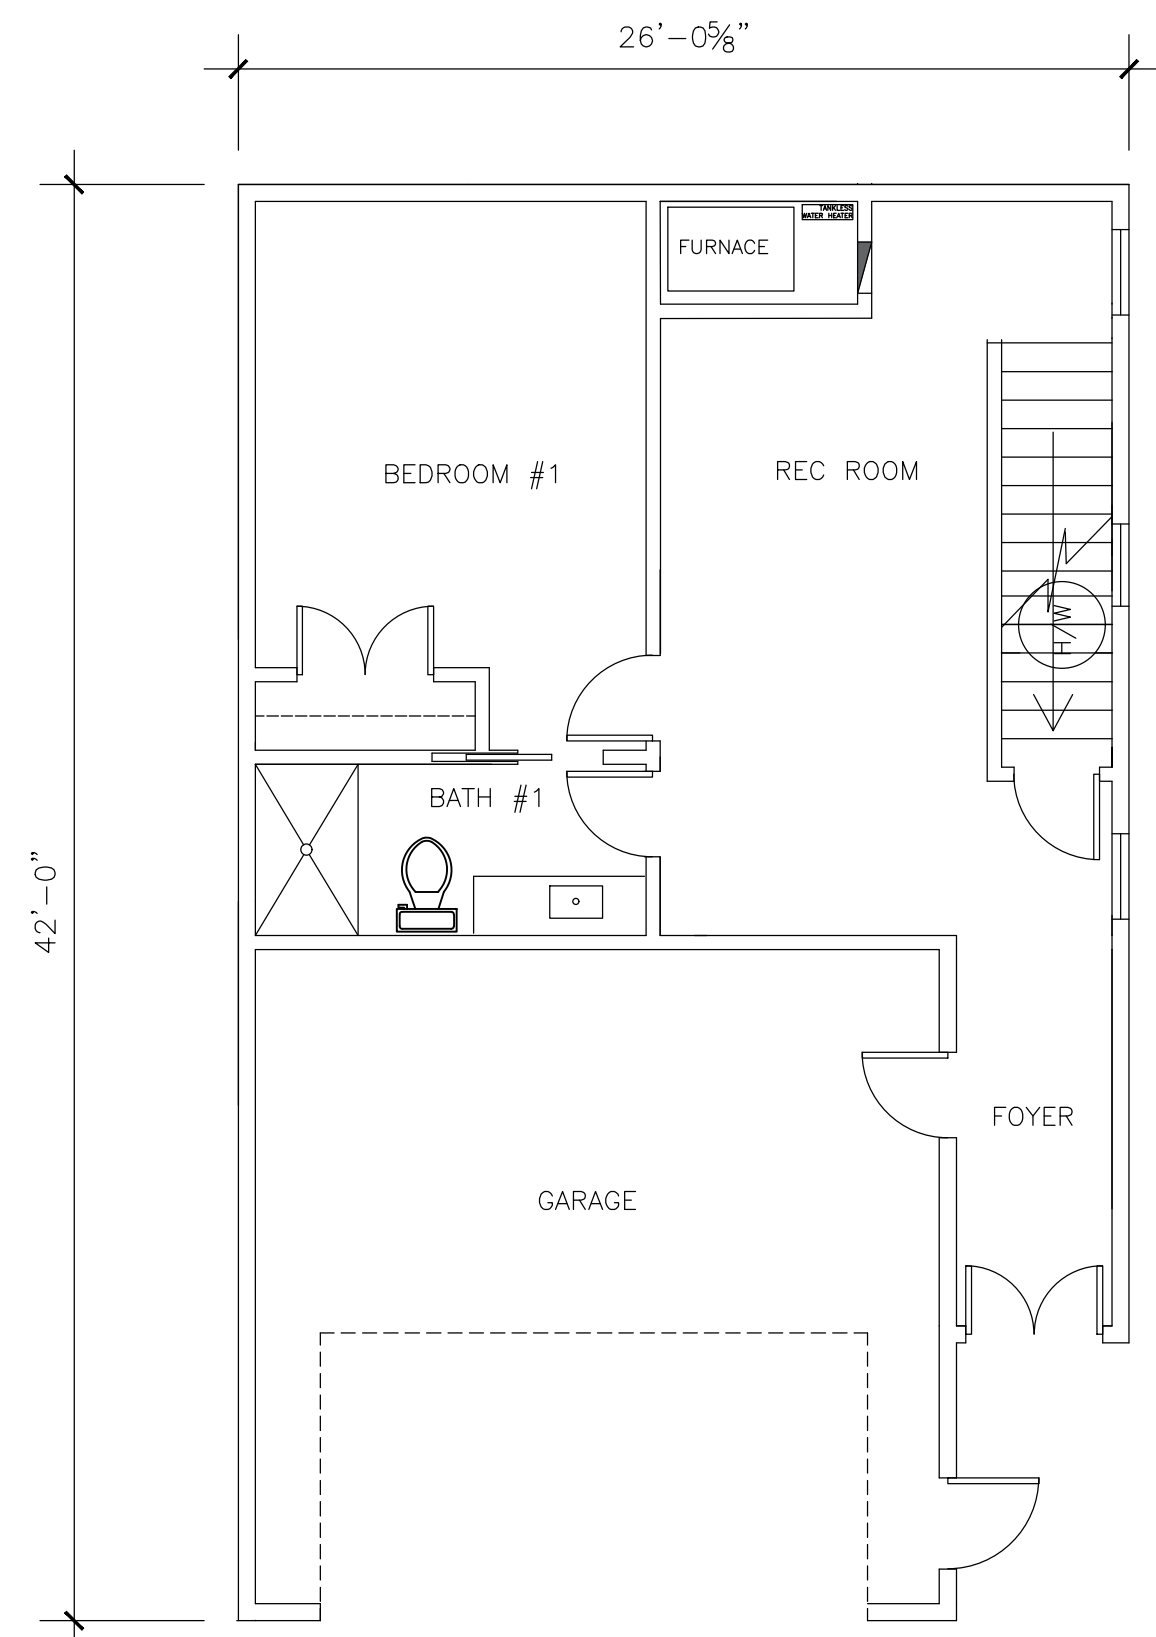 26'-0⅝"
TANKLESS
WATER HEATER
FURNACE
BEDROOM #1
REC ROOM
H/W
BATH #1
42'-0"
FOYER
GARAGE